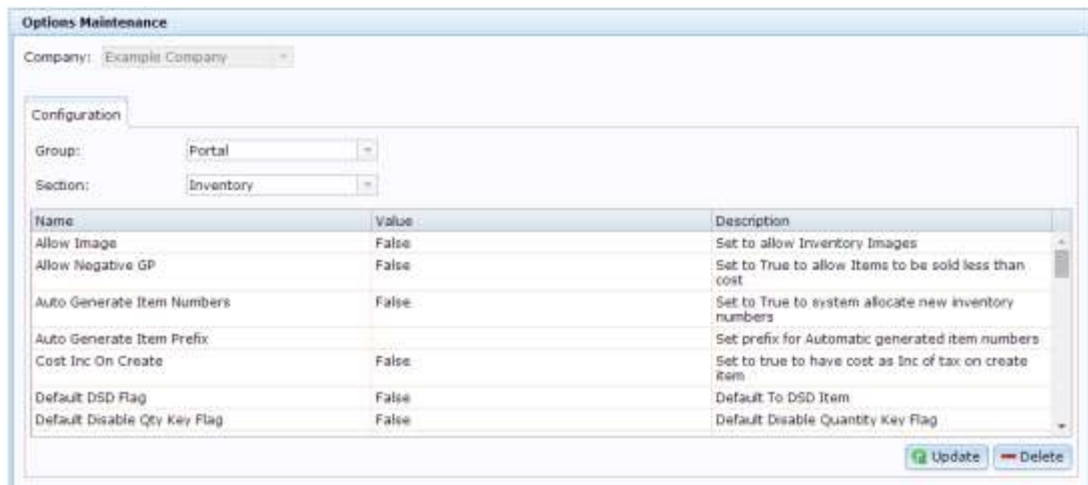 Options Maintenance
Company: Example Company
Configuration
Group: Portal
Section: Inventory
Name Value Description
Allow Image False Set to allow Inventory Images
Allow Negative GP False Set to True to allow Items to be sold less than
cost
Auto Generate Item Numbers False Set to True to system allocate new inventory
numbers
Auto Generate Item Prefix Set prefix for Automatic generated item numbers
Cost Inc On Create False Set to true to have cost as Inc of tax on create
item
Default DSD Flag False Default To DSD Item
Default Disable Qty Key Flag False Default Disable Quantity Key Flag
Update Delete